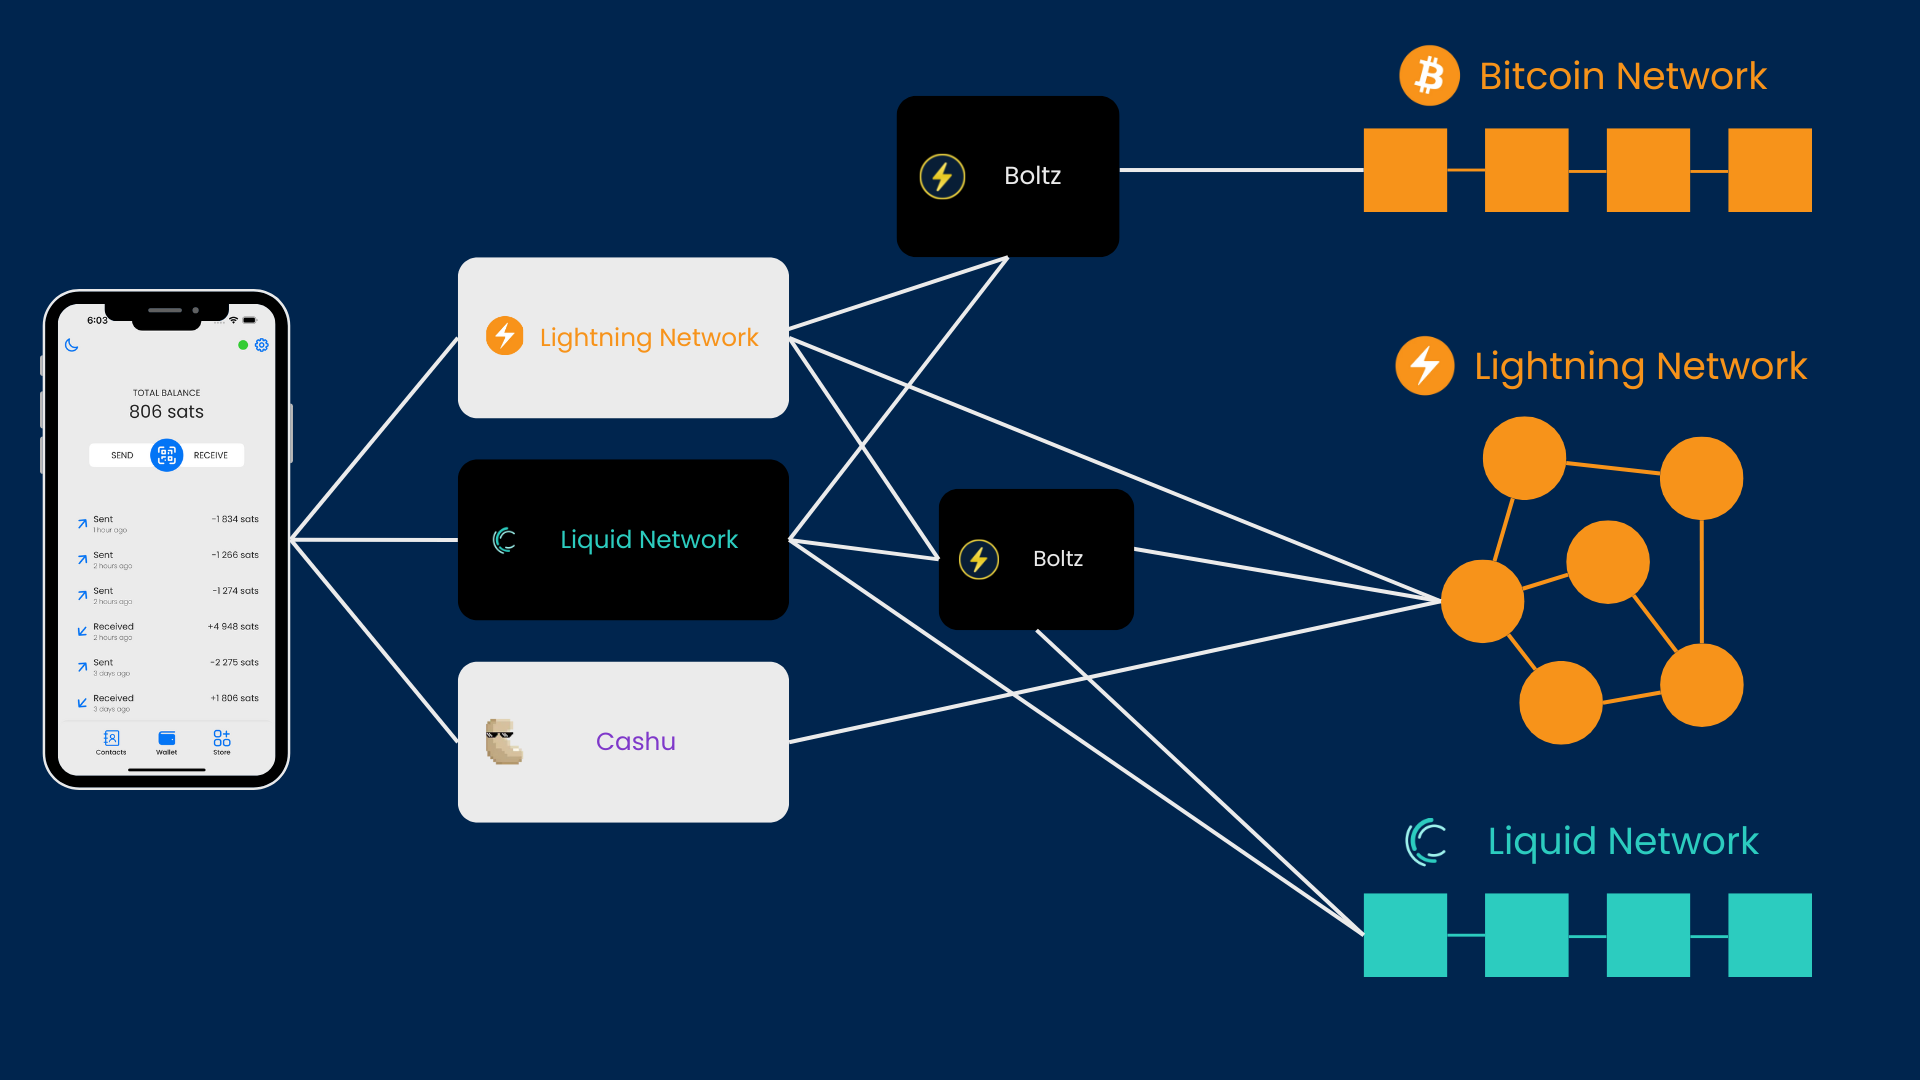 6:03
TOTAL BALANCE
806 sats
SEND
RECEIVE
Sent
-1 834 sats
1 hour ago
Sent
-1 266 sats
2 hours ago
Sent
-1 274 sats
2 hours ago
Received
+4 948 sats
2 hours ago
Sent
-2 275 sats
3 days ago
Received
+1 806 sats
3 days ago
Contacts
Wallet
Store
Lightning Network
Liquid Network
Cashu
Boltz
Boltz
Bitcoin Network
Lightning Network
Liquid Network